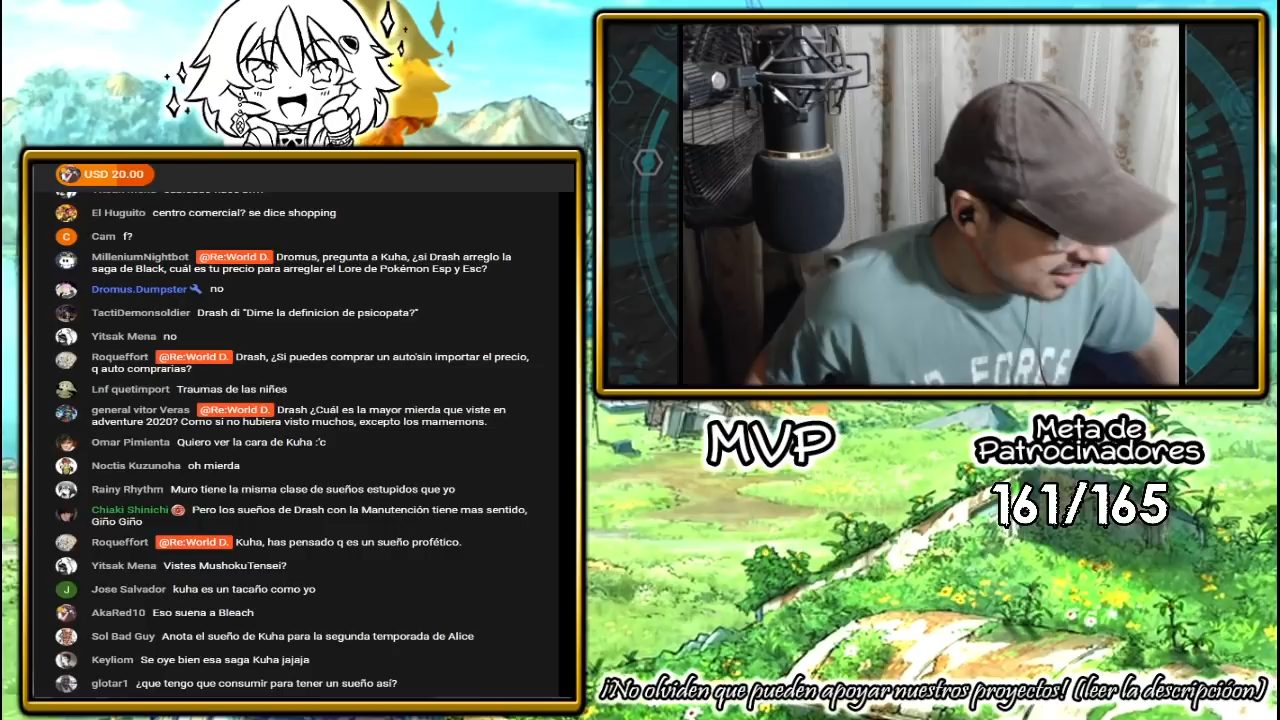 USD 20.00
El Huguito centro comercial? se dice shopping
C Cam f?
MilleniumNightbot @Re:World D. Dromus, pregunta a Kuha, ¿si Drash arreglo la
saga de Black, cuál es tu precio para arreglar el Lore de Pokémon Esp y Esc?
Dromus.Dumpster no
TactiDemonsoldier Drash di "Dime la definicion de psicopata?"
Yitsak Mena no
Roqueffort @Re:World D. Drash, ¿Si puedes comprar un auto'sin importar el precio,
q auto comprarias?
Lnf quetimport Traumas de las niñes
general vitor Veras @Re:World D. Drash ¿Cuál es la mayor mierda que viste en
adventure 2020? Como si no hubiera visto muchos, excepto los mamemons.
Omar Pimienta Quiero ver la cara de Kuha :'c
Noctis Kuzunoha oh mierda
Rainy Rhythm Muro tiene la misma clase de sueños estupidos que yo
Chiaki Shinichi Pero los sueños de Drash con la Manutención tiene mas sentido,
Giño Giño
Roqueffort @Re:World D. Kuha, has pensado q es un sueño profético.
Yitsak Mena Vistes MushokuTensei?
J Jose Salvador kuha es un tacaño como yo
AkaRed10 Eso suena a Bleach
Sol Bad Guy Anota el sueño de Kuha para la segunda temporada de Alice
Keyliom Se oye bien esa saga Kuha jajaja
glotar1 ¿que tengo que consumir para tener un sueño así?
MVP
Meta de
Patrocinadores
161/165
¡¡No olviden que pueden apoyar nuestros proyectos! (leer la descripcióon)